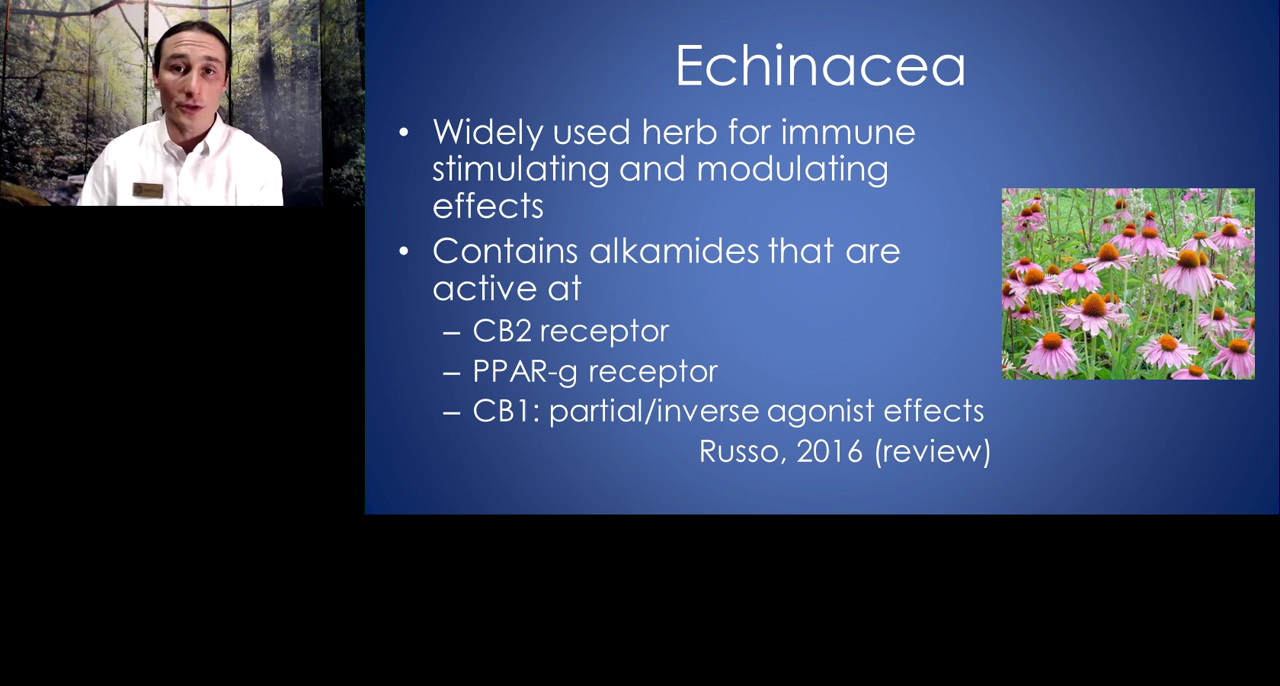 Echinacea
• Widely used herb for immune
stimulating and modulating
effects
• Contains alkamides that are
active at
– CB2 receptor
– PPAR-g receptor
– CB1: partial/inverse agonist effects
Russo, 2016 (review)